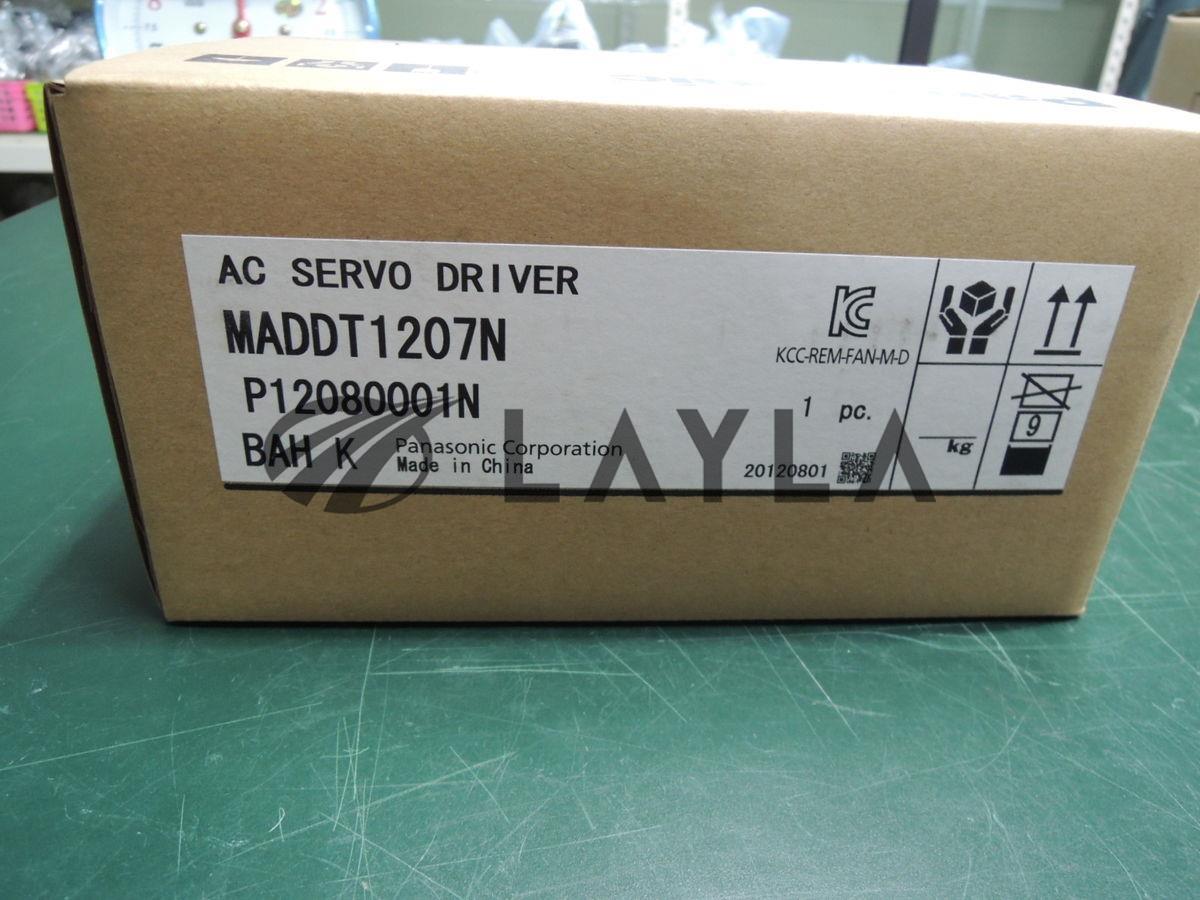 AC SERVO DRIVER
MADDT1207N
KCC-REM-FAN-M-D
P12080001N
1 pc.
BAH K
Panasonic Corporation
Made in China
20120801
kg
9
LAYLA